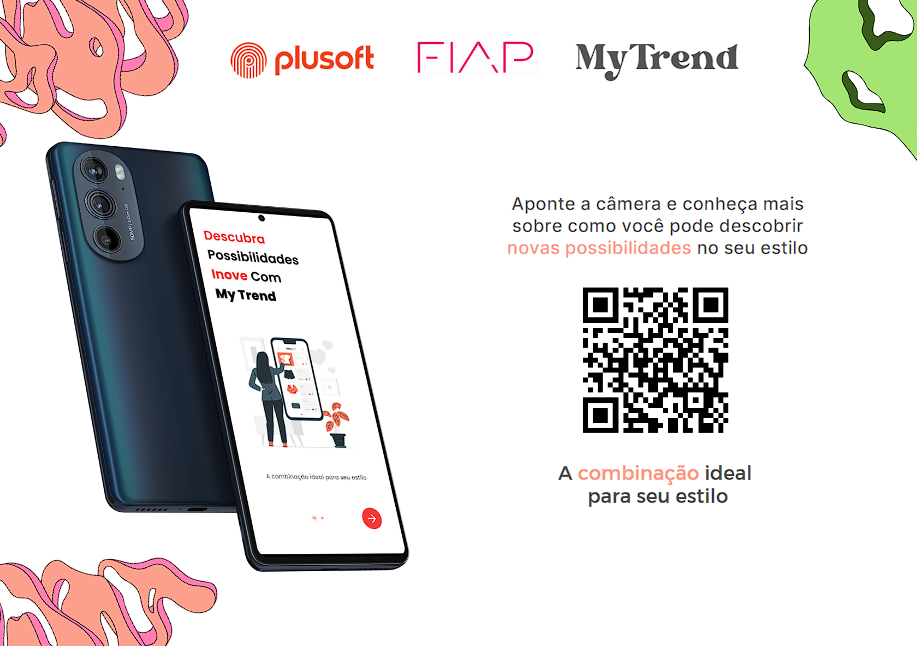 plusoft
FIAP
MyTrend
Aponte a câmera e conheça mais
sobre como você pode descobrir
novas possibilidades no seu estilo
Descubra
Possibilidades
Inove Com
My Trend
A combinação ideal para seu estilo
A combinação ideal
para seu estilo